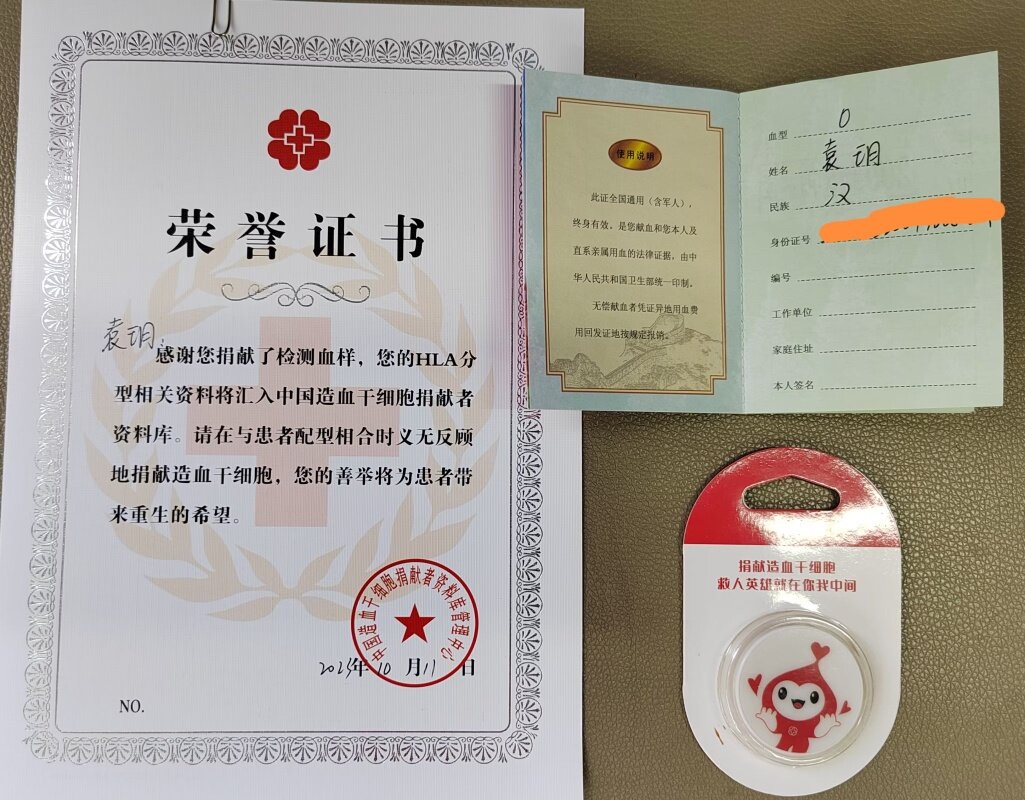 荣誉证书
袁玥:
感谢您捐献了检测血样，您的HLA分
型相关资料将汇入中国造血干细胞捐献者
资料库。请在与患者配型相合时义无反顾
地捐献造血干细胞，您的善举将为患者带
来重生的希望。
中国造血干细胞捐献者资料库管理中心
2023年10月11日
NO.
使用说明
此证全国通用（含军人），
终身有效。是您献血和您本人及
直系亲属用血的法律证据，由中
华人民共和国卫生部统一印制。
无偿献血者凭证异地用血费
用回发证地按规定报销。
血型 O
姓名 袁玥
民族 汉
身份证号
编号
工作单位
家庭住址
本人签名
捐献造血干细胞
救人英雄就在你我中间